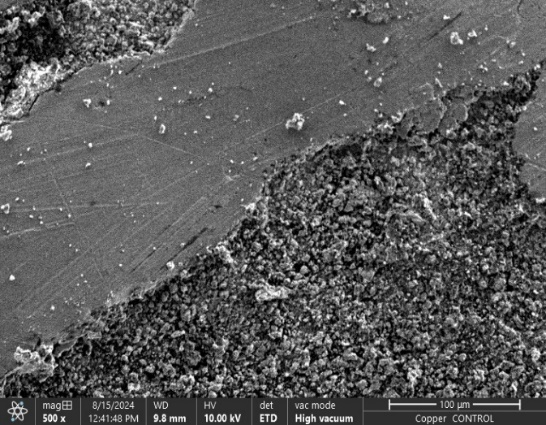 mag 8/15/2024 WD HV det vac mode 100 µm
500 x 12:41:48 PM 9.8 mm 10.00 kV ETD High vacuum Copper CONTROL